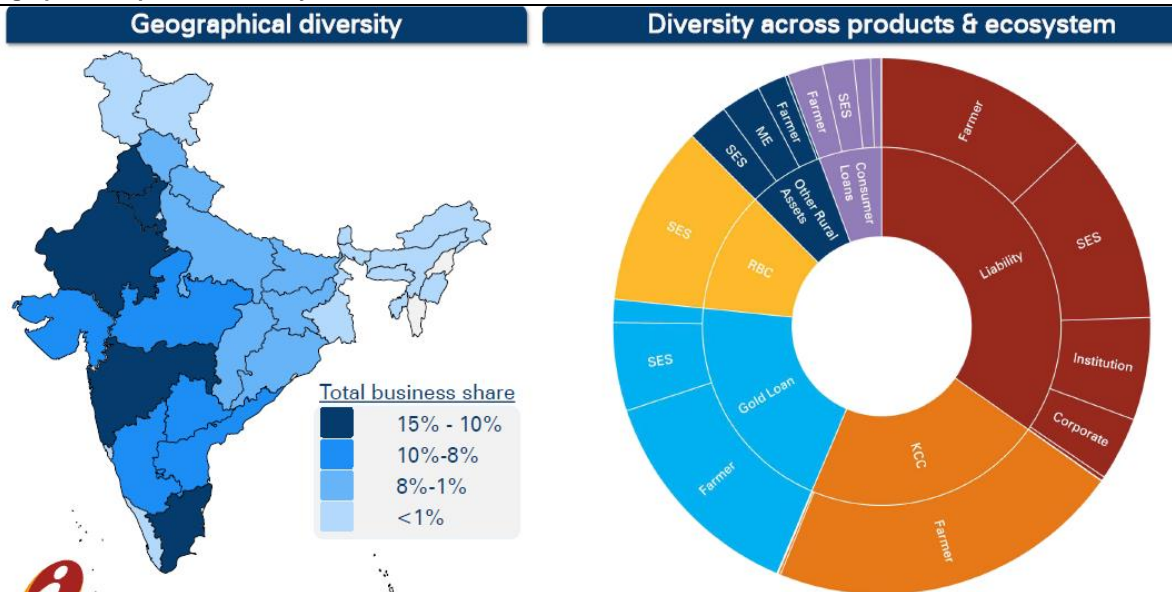 Geographical diversity
Total business share
15% - 10%
10%-8%
8%-1%
<1%
Diversity across products & ecosystem
Farmer
SES
Institution
Corporate
Liability
Farmer
KCC
Farmer
SES
Gold Loan
SES
RBC
SES
ME
Farmer
Other Rural
Assets
Farmer
SES
Consumer
Loans